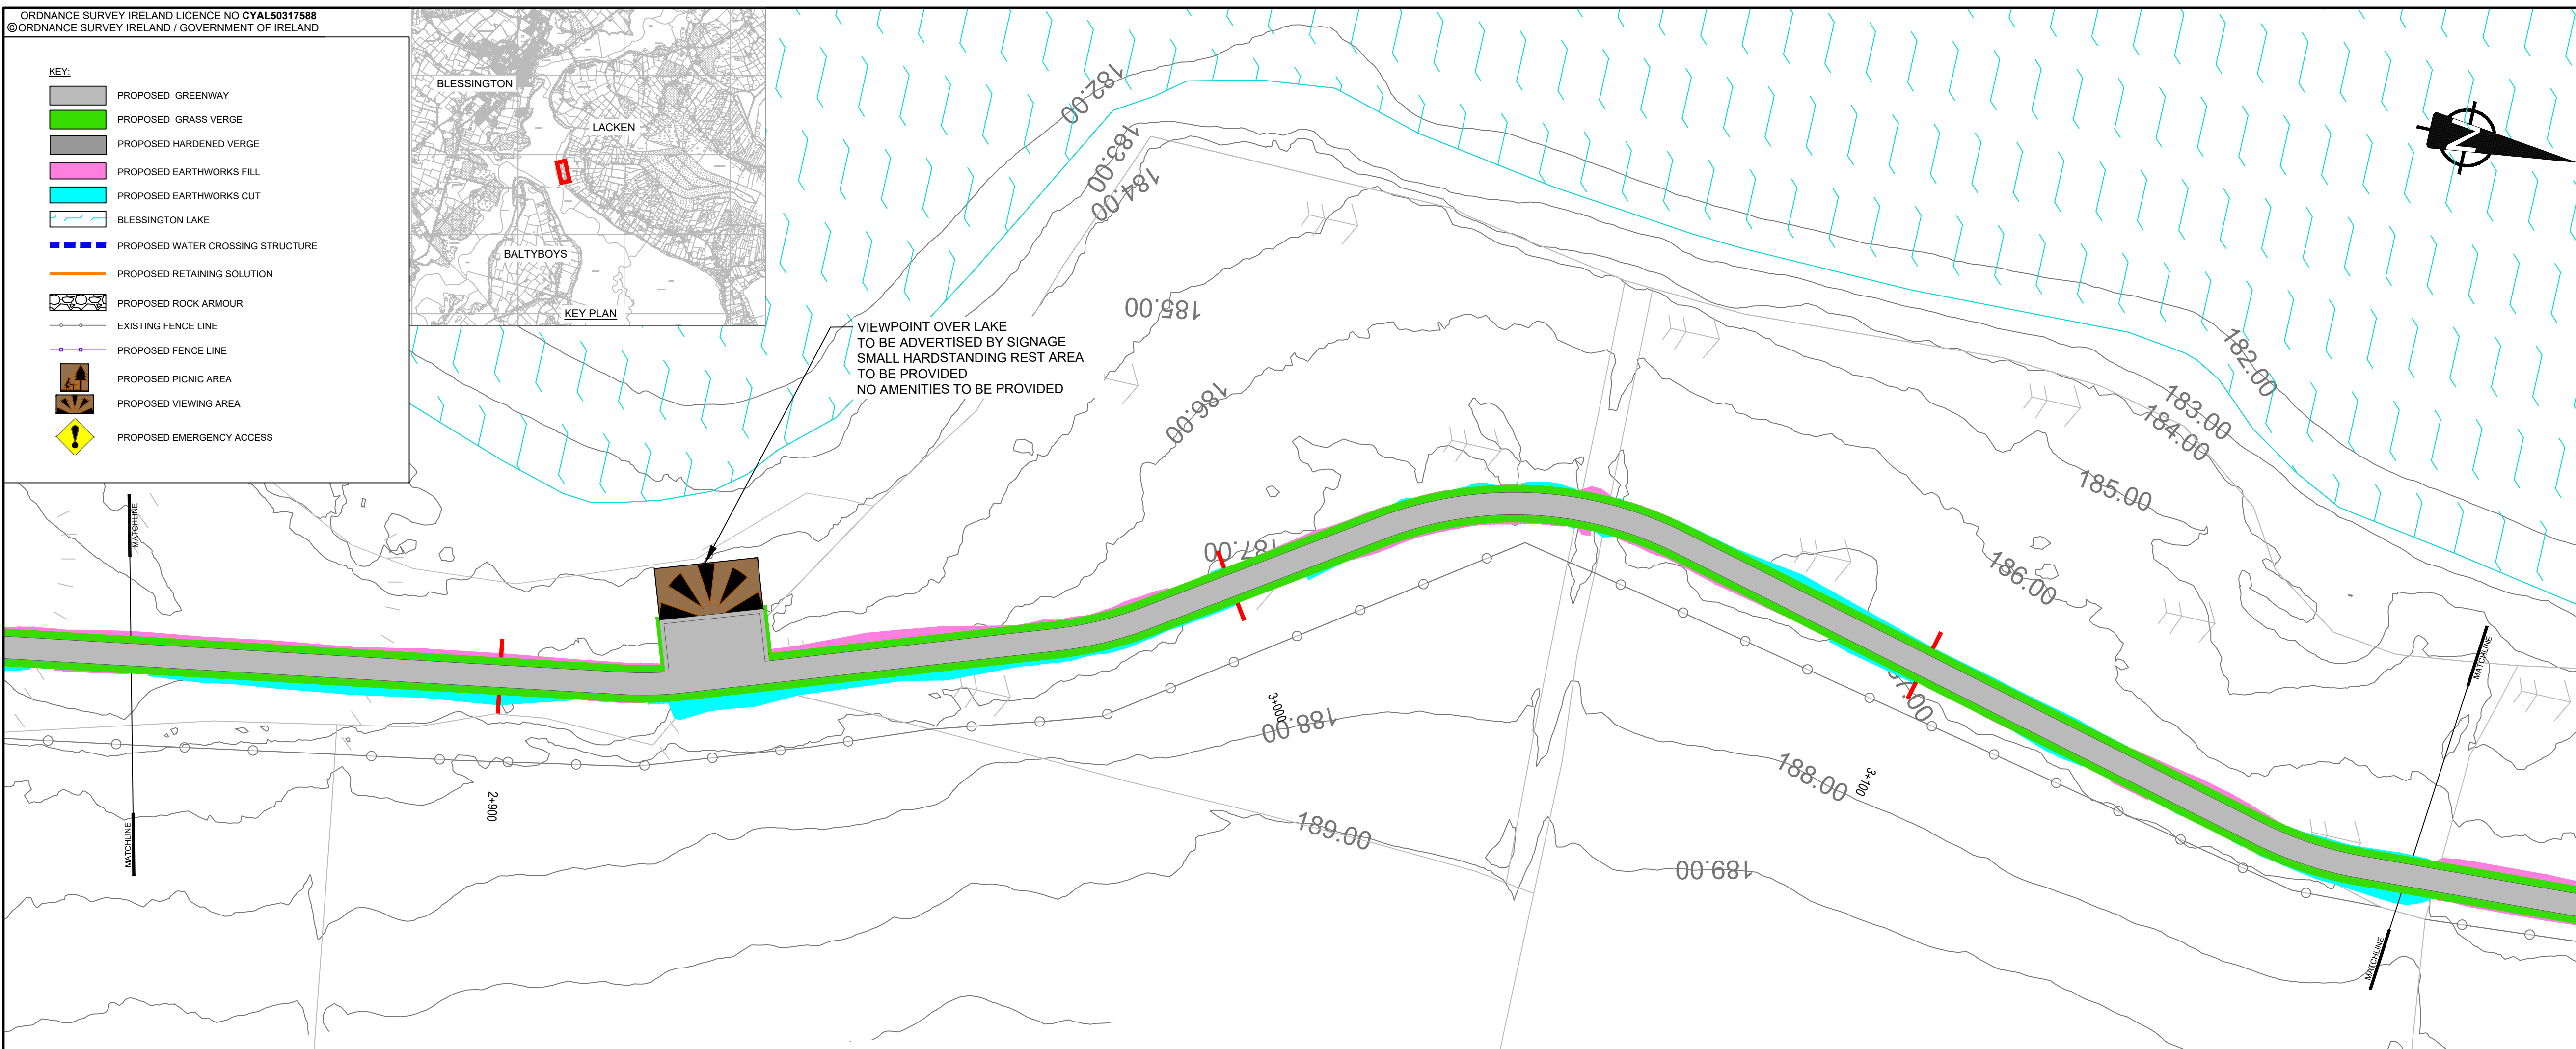 ORDNANCE SURVEY IRELAND LICENCE NO CYAL50317588
©ORDNANCE SURVEY IRELAND / GOVERNMENT OF IRELAND
KEY:
PROPOSED GREENWAY
PROPOSED GRASS VERGE
PROPOSED HARDENED VERGE
PROPOSED EARTHWORKS FILL
PROPOSED EARTHWORKS CUT
BLESSINGTON LAKE
PROPOSED WATER CROSSING STRUCTURE
PROPOSED RETAINING SOLUTION
PROPOSED ROCK ARMOUR
EXISTING FENCE LINE
PROPOSED FENCE LINE
PROPOSED PICNIC AREA
PROPOSED VIEWING AREA
PROPOSED EMERGENCY ACCESS
BLESSINGTON
LACKEN
BALTYBOYS
KEY PLAN
VIEWPOINT OVER LAKE
TO BE ADVERTISED BY SIGNAGE
SMALL HARDSTANDING REST AREA
TO BE PROVIDED
NO AMENITIES TO BE PROVIDED
N
182.00
183.00
184.00
185.00
186.00
187.00
188.00
189.00
182.00
183.00
184.00
185.00
186.00
188.00
189.00
MATCHLINE
MATCHLINE
2+900
3+000
3+100
MATCHLINE
MATCHLINE